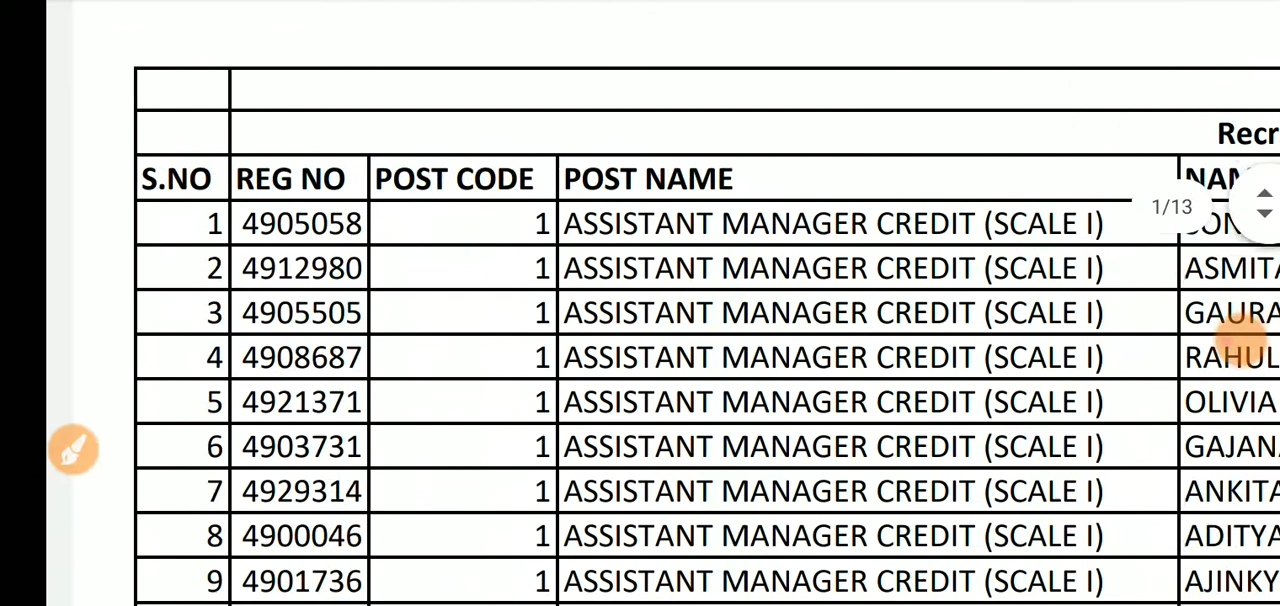 Recr
S.NO REG NO POST CODE POST NAME NAM
1/13
1 4905058 1 ASSISTANT MANAGER CREDIT (SCALE I)
2 4912980 1 ASSISTANT MANAGER CREDIT (SCALE I) ASMITA
3 4905505 1 ASSISTANT MANAGER CREDIT (SCALE I) GAURA
4 4908687 1 ASSISTANT MANAGER CREDIT (SCALE I) RAHUL
5 4921371 1 ASSISTANT MANAGER CREDIT (SCALE I) OLIVIA
6 4903731 1 ASSISTANT MANAGER CREDIT (SCALE I) GAJAN
7 4929314 1 ASSISTANT MANAGER CREDIT (SCALE I) ANKITA
8 4900046 1 ASSISTANT MANAGER CREDIT (SCALE I) ADITYA
9 4901736 1 ASSISTANT MANAGER CREDIT (SCALE I) AJINKY